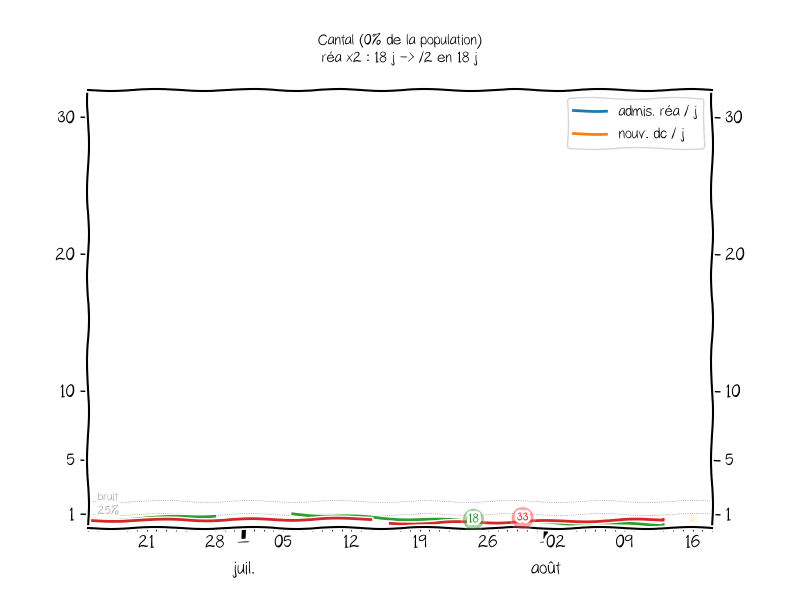 Cantal (0% de la population)
réa x2 : 18 j -> /2 en 18 j
admis. réa / j
nouv. dc / j
30
30
20
20
10
10
5
5
bruit
25%
1
1
18
33
21 28 05 12 19 26 02 09 16
juil. août